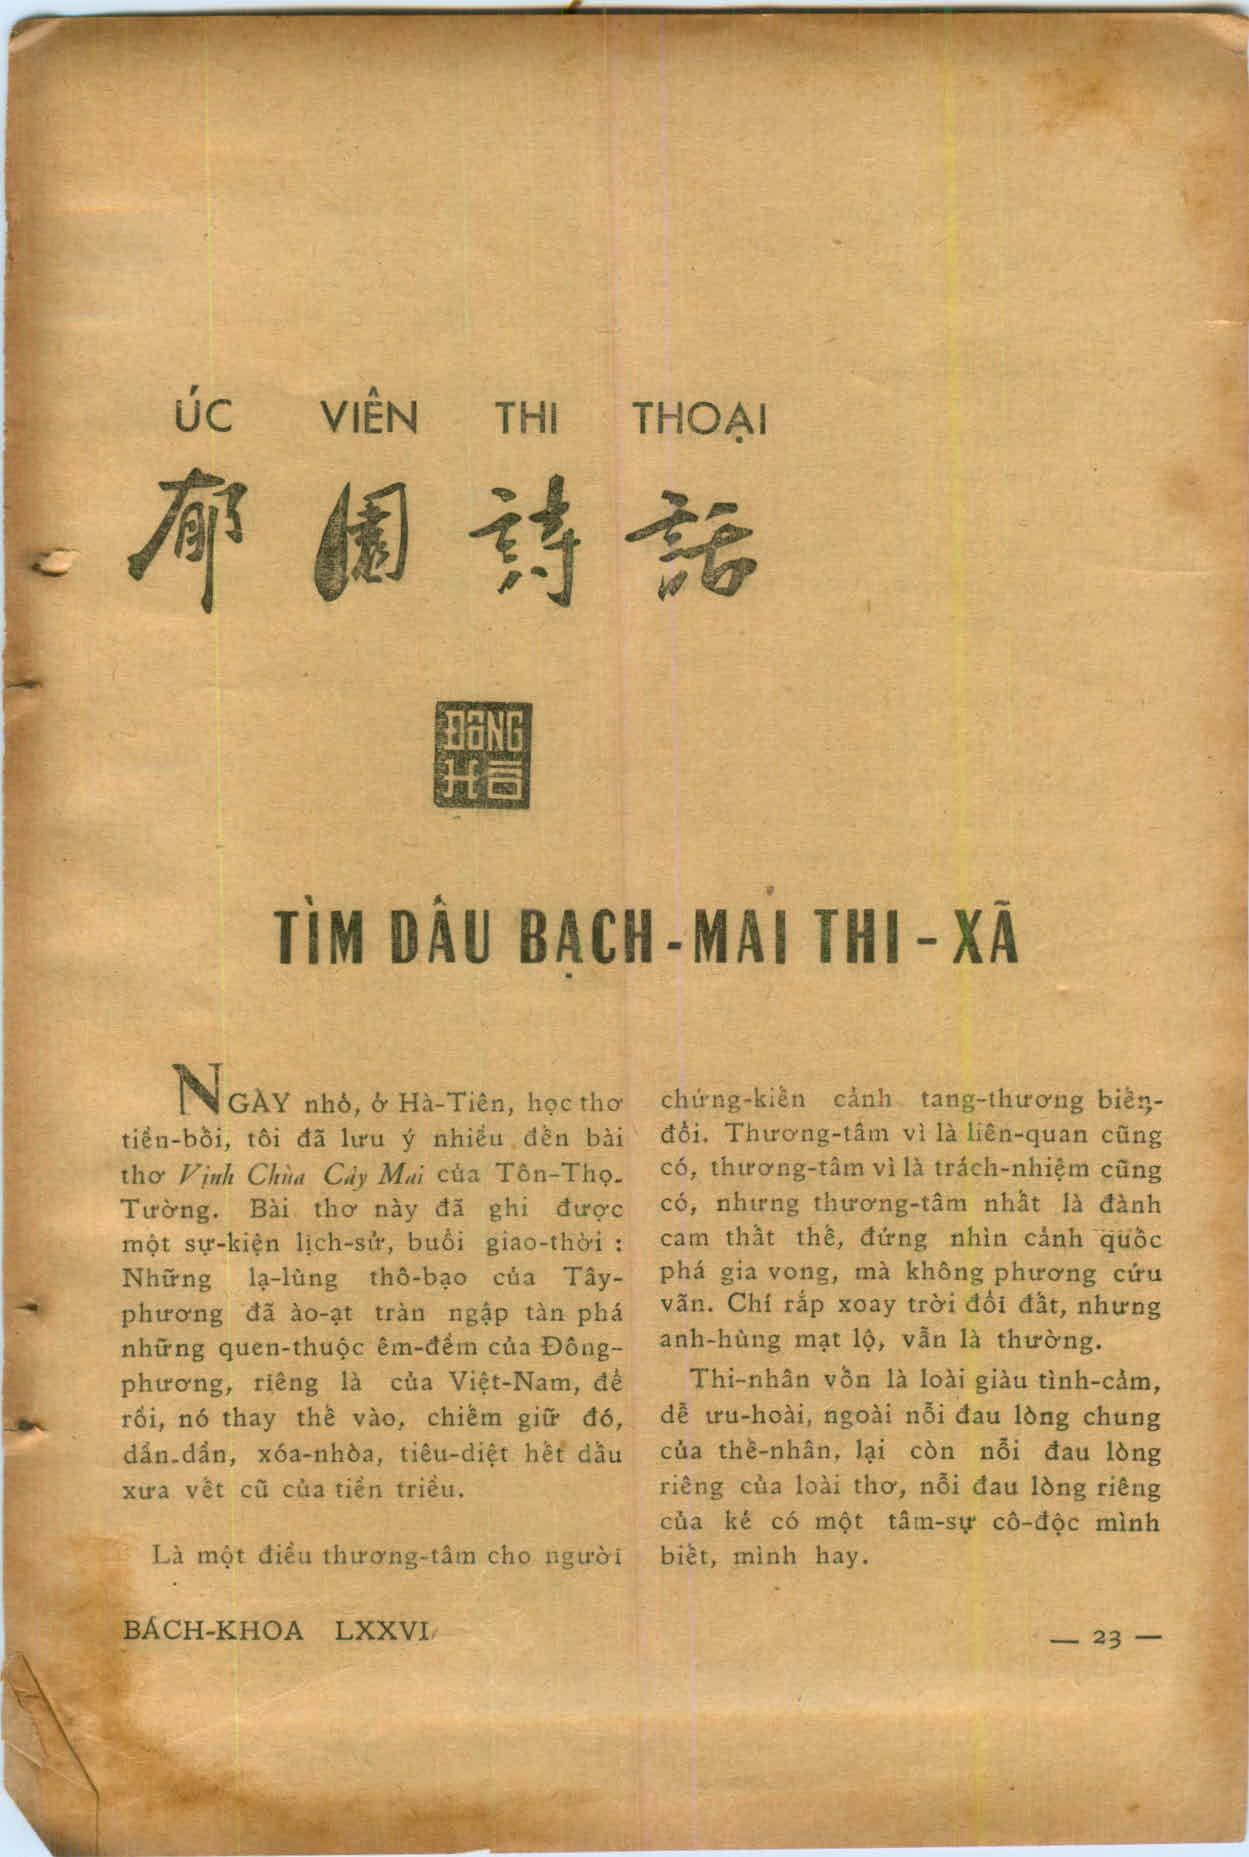 ÚC VIÊN THI THOẠI
郁園詩話
ĐÔNG
HỒ
TÌM DẤU BẠCH-MAI THI-XÃ
NGÀY nhỏ, ở Hà-Tiên, học thơ
tiền-bối, tôi đã lưu ý nhiều đến bài
thơ Vịnh Chùa Cây Mai của Tôn-Thọ-
Tường. Bài thơ này đã ghi được
một sự-kiện lịch-sử, buổi giao-thời :
Những lạ-lùng thô-bạo của Tây-
phương đã ào-ạt tràn ngập tàn phá
những quen-thuộc êm-đềm của Đông-
phương, riêng là của Việt-Nam, để
rồi, nó thay thế vào, chiếm giữ đó,
dần-dần, xóa-nhòa, tiêu-diệt hết dấu
xưa vết cũ của tiền triều.
Là một điều thương-tâm cho người
chứng-kiến cảnh tang-thương biến-
đổi. Thương-tâm vì là liên-quan cũng
có, thương-tâm vì là trách-nhiệm cũng
có, nhưng thương-tâm nhất là đành
cam thất thế, đứng nhìn cảnh quốc
phá gia vong, mà không phương cứu
vãn. Chí rắp xoay trời đổi đất, nhưng
anh-hùng mạt lộ, vẫn là thường.
Thi-nhân vốn là loài giàu tình-cảm,
dễ ưu-hoài, ngoài nỗi đau lòng chung
của thế-nhân, lại còn nỗi đau lòng
riêng của loài thơ, nỗi đau lòng riêng
của kẻ có một tâm-sự cô-độc mình
biết, mình hay.
BÁCH-KHOA LXXVI
— 23 —